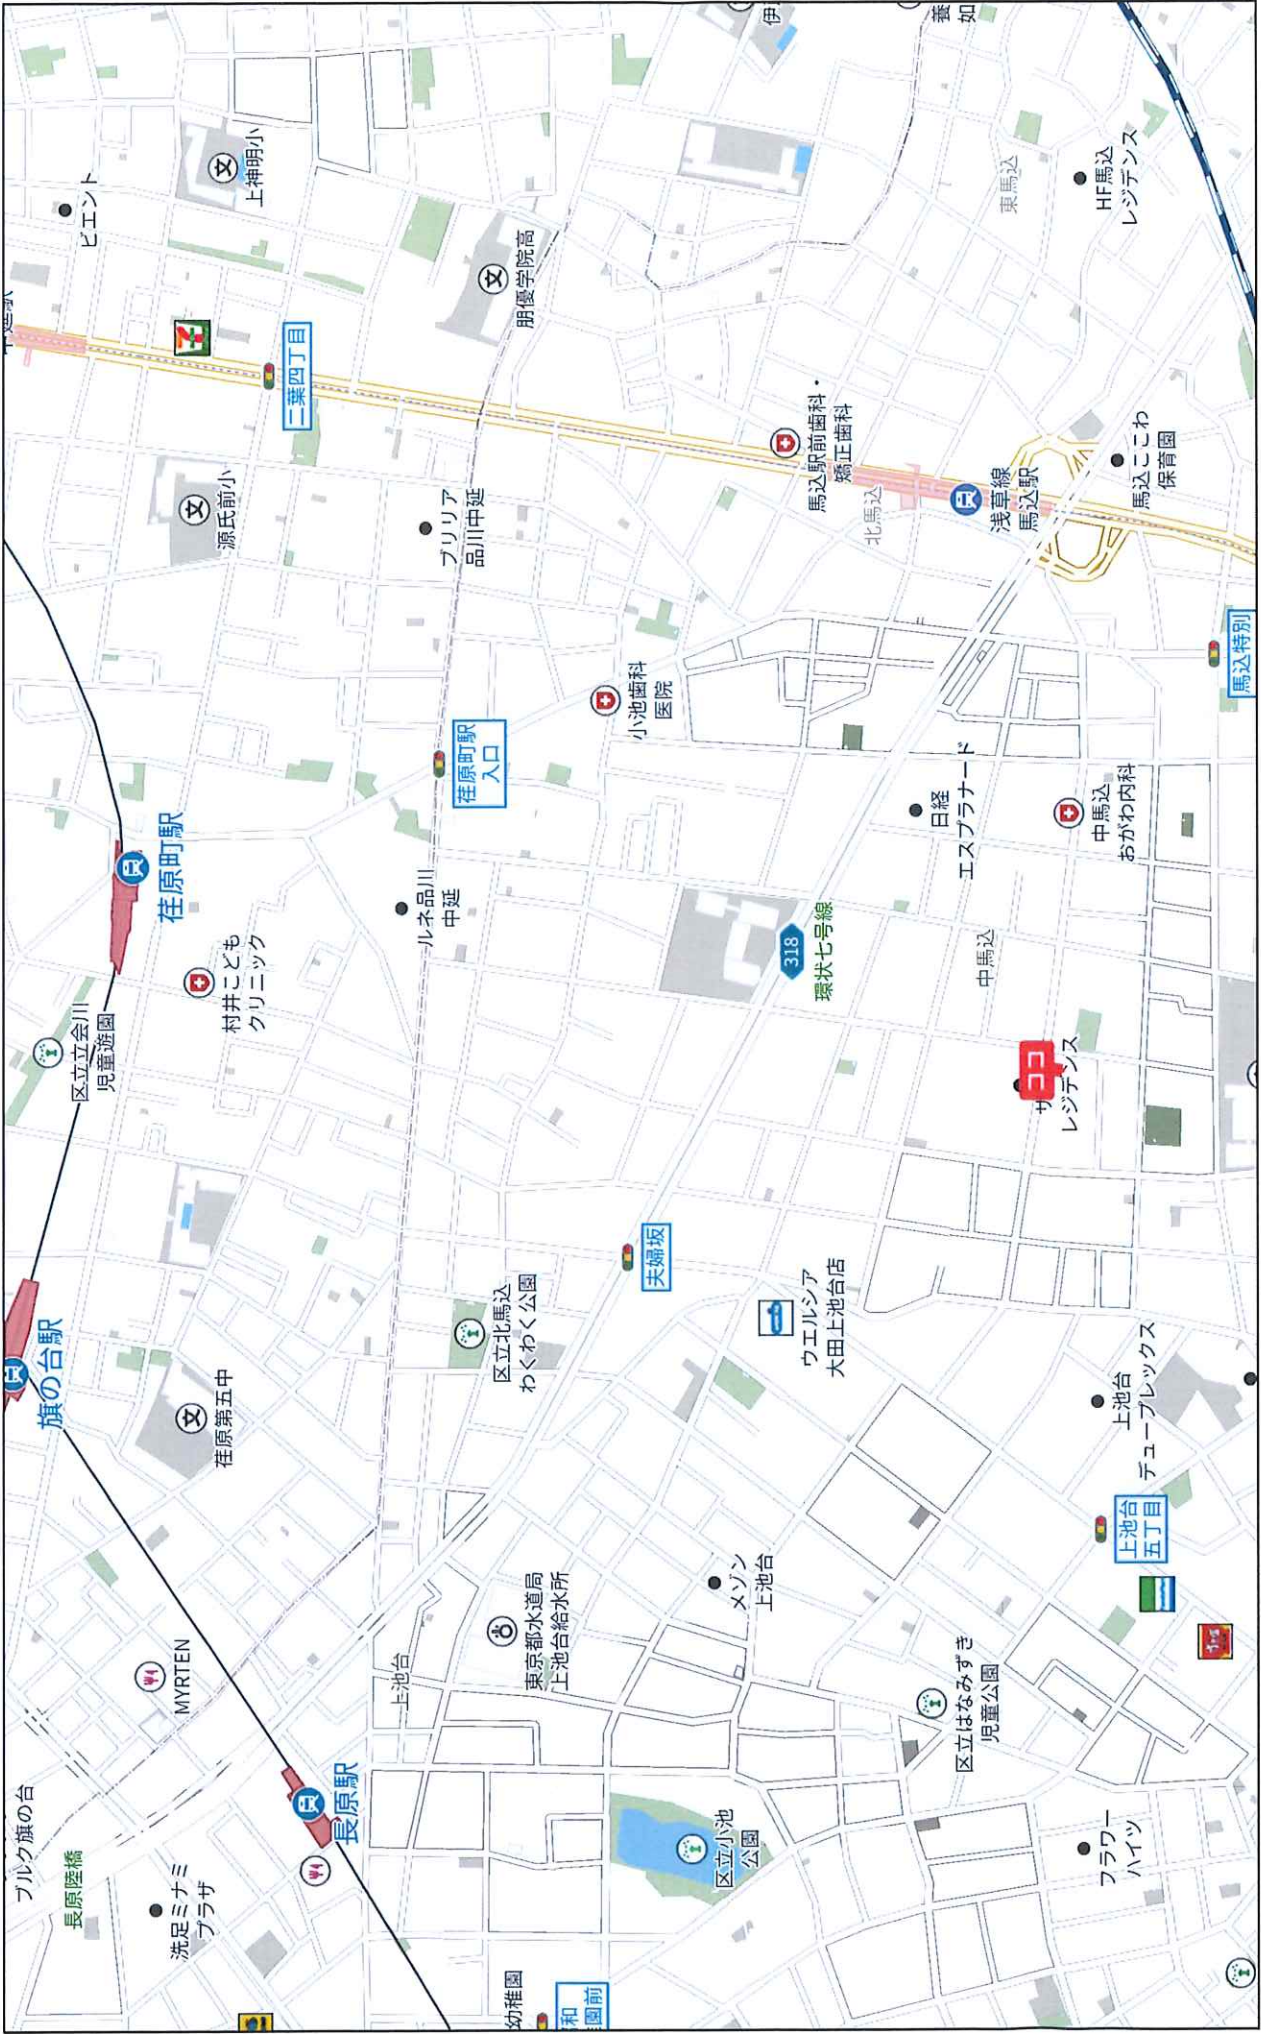 ブルク旗の台
長原陸橋
洗足ミナミ
プラザ
MYRTEN
旗の台駅
荏原第五中
区立立会川
児童遊園
荏原町駅
村井こども
クリニック
源氏前小
ビエント
上神明小
二葉四丁目
長原駅
上池台
ルネ品川
中延
荏原町駅
入口
ブリリア
品川中延
朋優学院高
幼稚園
東京都水道局
上池台給水所
区立北馬込
わくわく公園
夫婦坂
小池歯科
医院
区立小池
公園
メゾン
上池台
ウエルシア
大田上池台店
318
環状七号線
馬込駅前歯科・
矯正歯科
北馬込
区立はなみずき
児童公園
日経
エスプラナード
中馬込
浅草線
馬込駅
東馬込
ココ
ザ
レジデンス
フラワー
ハイツ
上池台
デュープレックス
上池台
五丁目
中馬込
おがわ内科
馬込ここわ
保育園
HF馬込
レジデンス
馬込特別